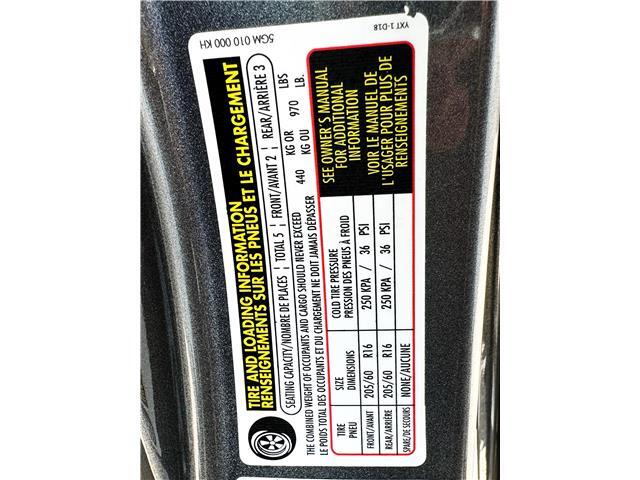 5GM 010 000 KH
YXT 1-D18
TIRE AND LOADING INFORMATION
RENSEIGNEMENTS SUR LES PNEUS ET LE CHARGEMENT
SEATING CAPACITY/NOMBRE DE PLACES | TOTAL 5 | FRONT/AVANT 2 | REAR/ARRIÈRE 3
THE COMBINED WEIGHT OF OCCUPANTS AND CARGO SHOULD NEVER EXCEED 440 KG OR 970 LBS
LE POIDS TOTAL DES OCCUPANTS ET DU CHARGEMENT NE DOIT JAMAIS DÉPASSER KG OU LB.
TIRE SIZE COLD TIRE PRESSURE
PNEU DIMENSIONS PRESSION DES PNEUS À FROID
FRONT/AVANT 205/60 R16 250 KPA / 36 PSI
REAR/ARRIÈRE 205/60 R16 250 KPA / 36 PSI
SPARE/DE SECOURS NONE/AUCUNE
SEE OWNER'S MANUAL
FOR ADDITIONAL
INFORMATION
VOIR LE MANUEL DE
L'USAGER POUR PLUS DE
RENSEIGNEMENTS